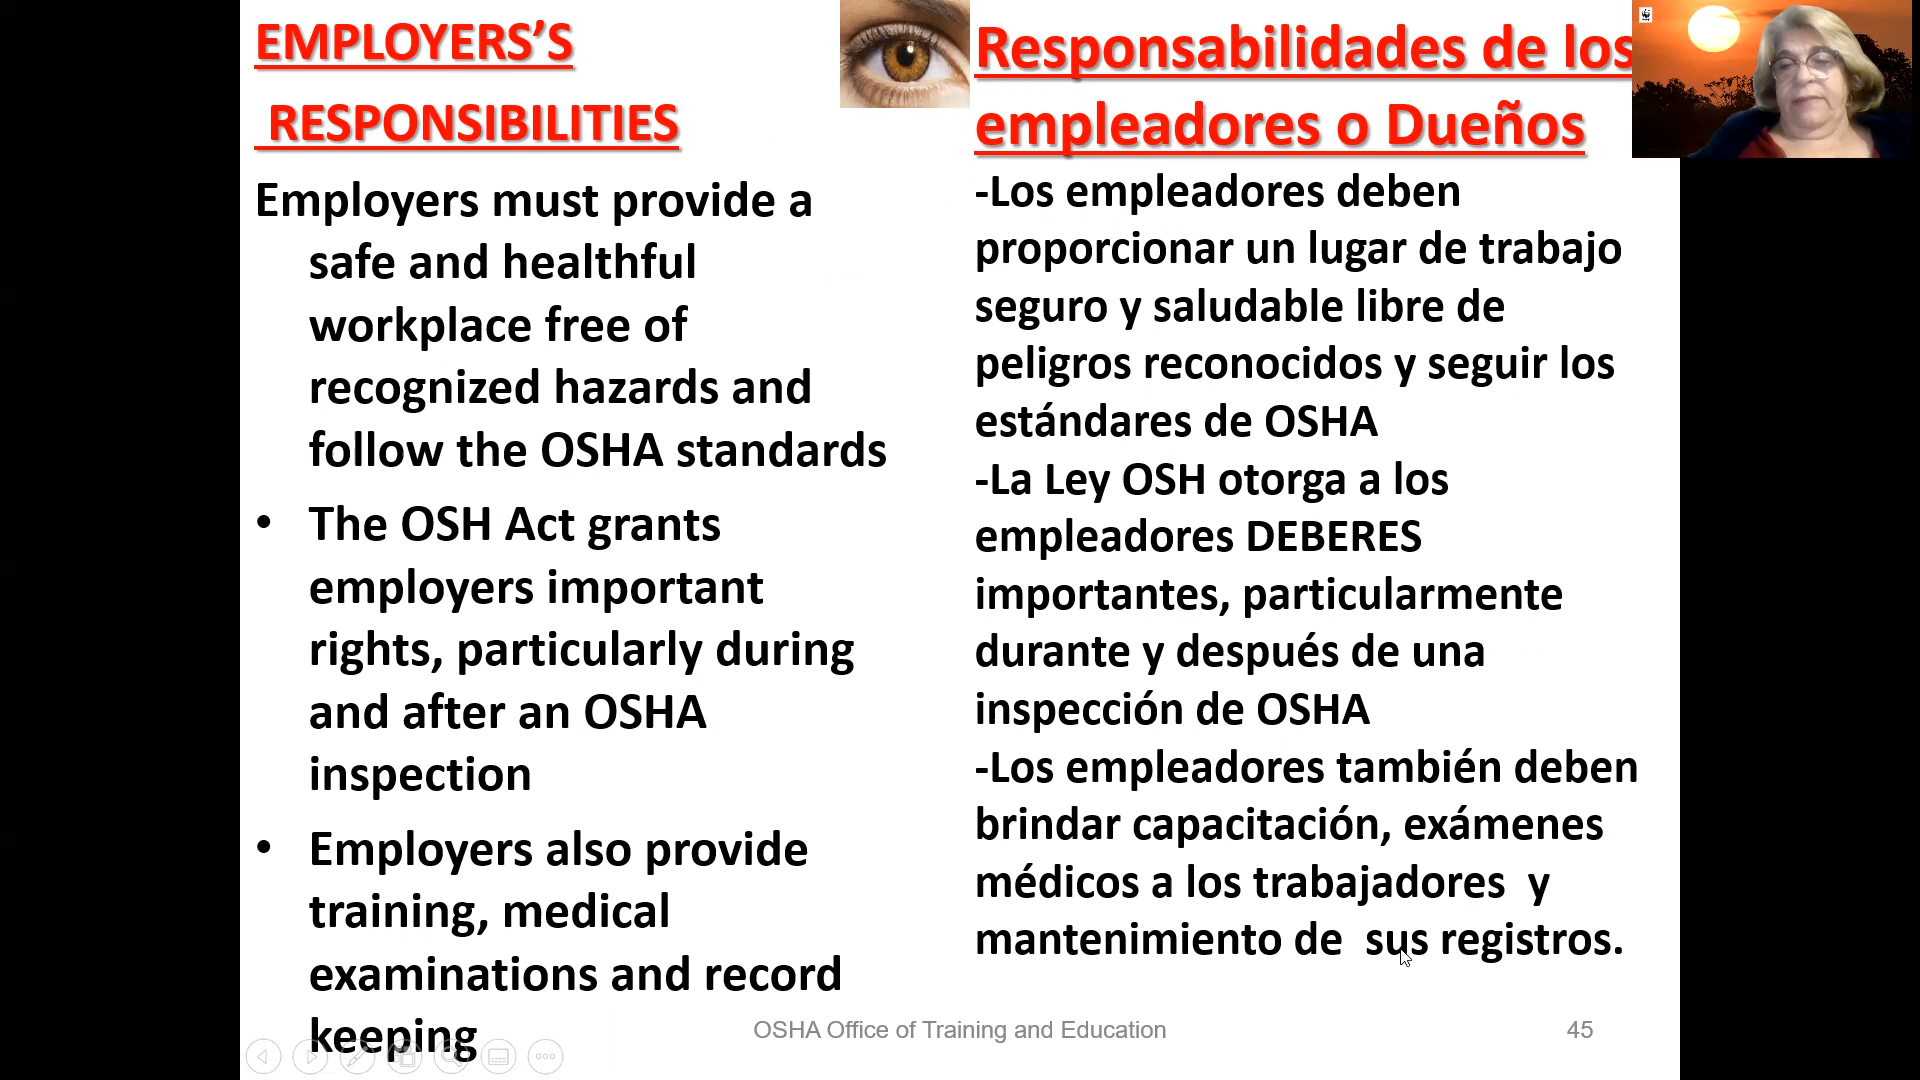 EMPLOYERS’S
RESPONSIBILITIES
Employers must provide a
safe and healthful
workplace free of
recognized hazards and
follow the OSHA standards
• The OSH Act grants
employers important
rights, particularly during
and after an OSHA
inspection
• Employers also provide
training, medical
examinations and record
keeping
Responsabilidades de los
empleadores o Dueños
-Los empleadores deben
proporcionar un lugar de trabajo
seguro y saludable libre de
peligros reconocidos y seguir los
estándares de OSHA
-La Ley OSH otorga a los
empleadores DEBERES
importantes, particularmente
durante y después de una
inspección de OSHA
-Los empleadores también deben
brindar capacitación, exámenes
médicos a los trabajadores  y
mantenimiento de  sus registros.
OSHA Office of Training and Education
45